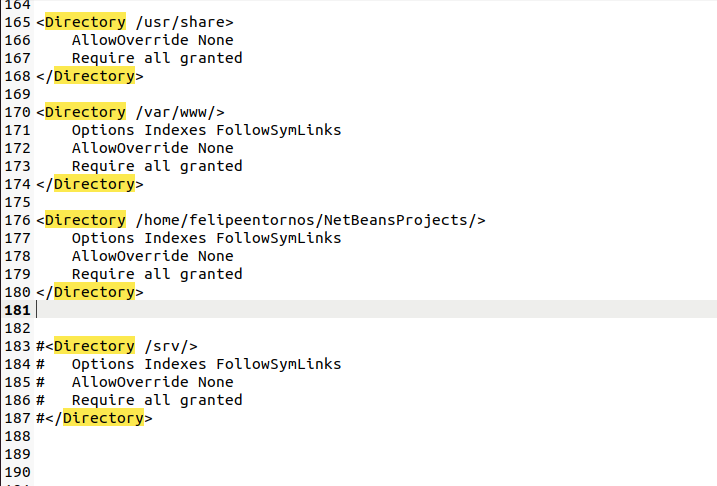 164
165 <Directory /usr/share>
166     AllowOverride None
167     Require all granted
168 </Directory>
169
170 <Directory /var/www/>
171     Options Indexes FollowSymLinks
172     AllowOverride None
173     Require all granted
174 </Directory>
175
176 <Directory /home/felipeentornos/NetBeansProjects/>
177     Options Indexes FollowSymLinks
178     AllowOverride None
179     Require all granted
180 </Directory>
181
182
183 #<Directory /srv/>
184 #   Options Indexes FollowSymLinks
185 #   AllowOverride None
186 #   Require all granted
187 #</Directory>
188
189
190